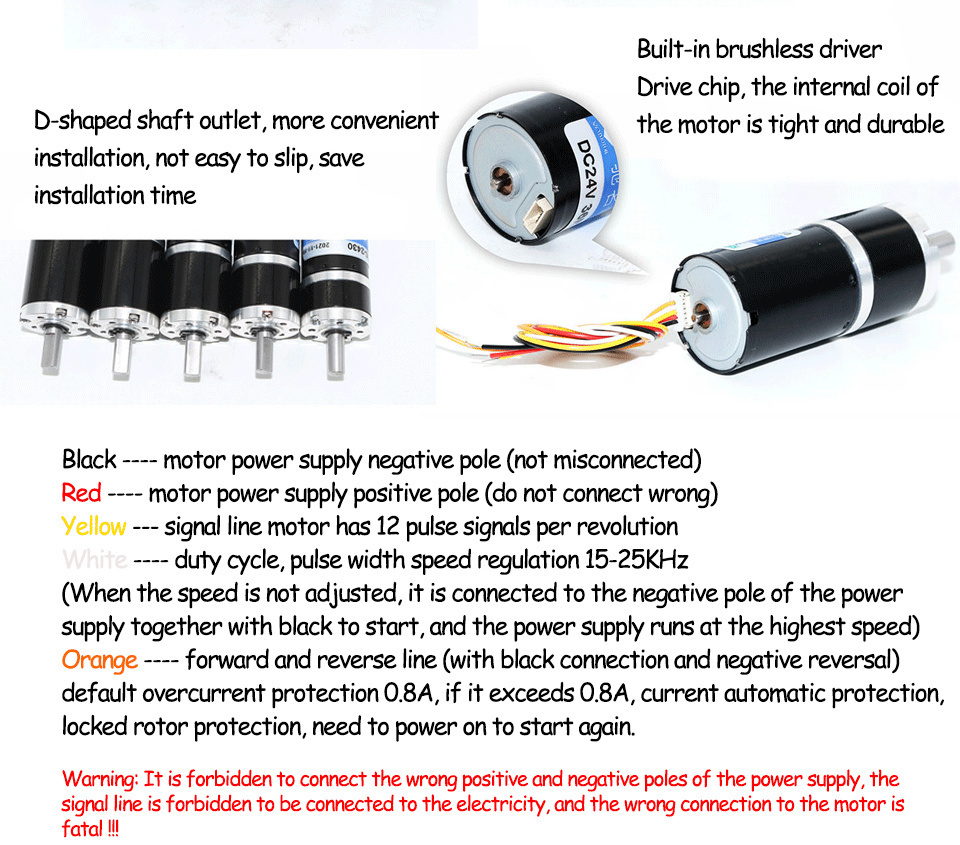 Built-in brushless driver
Drive chip, the internal coil of
the motor is tight and durable
D-shaped shaft outlet, more convenient
installation, not easy to slip, save
installation time
DC24V 36
2430
Black ---- motor power supply negative pole (not misconnected)
Red ---- motor power supply positive pole (do not connect wrong)
Yellow --- signal line motor has 12 pulse signals per revolution
White ---- duty cycle, pulse width speed regulation 15-25KHz
(When the speed is not adjusted, it is connected to the negative pole of the power
supply together with black to start, and the power supply runs at the highest speed)
Orange ---- forward and reverse line (with black connection and negative reversal)
default overcurrent protection 0.8A, if it exceeds 0.8A, current automatic protection,
locked rotor protection, need to power on to start again.
Warning: It is forbidden to connect the wrong positive and negative poles of the power supply, the
signal line is forbidden to be connected to the electricity, and the wrong connection to the motor is
fatal !!!